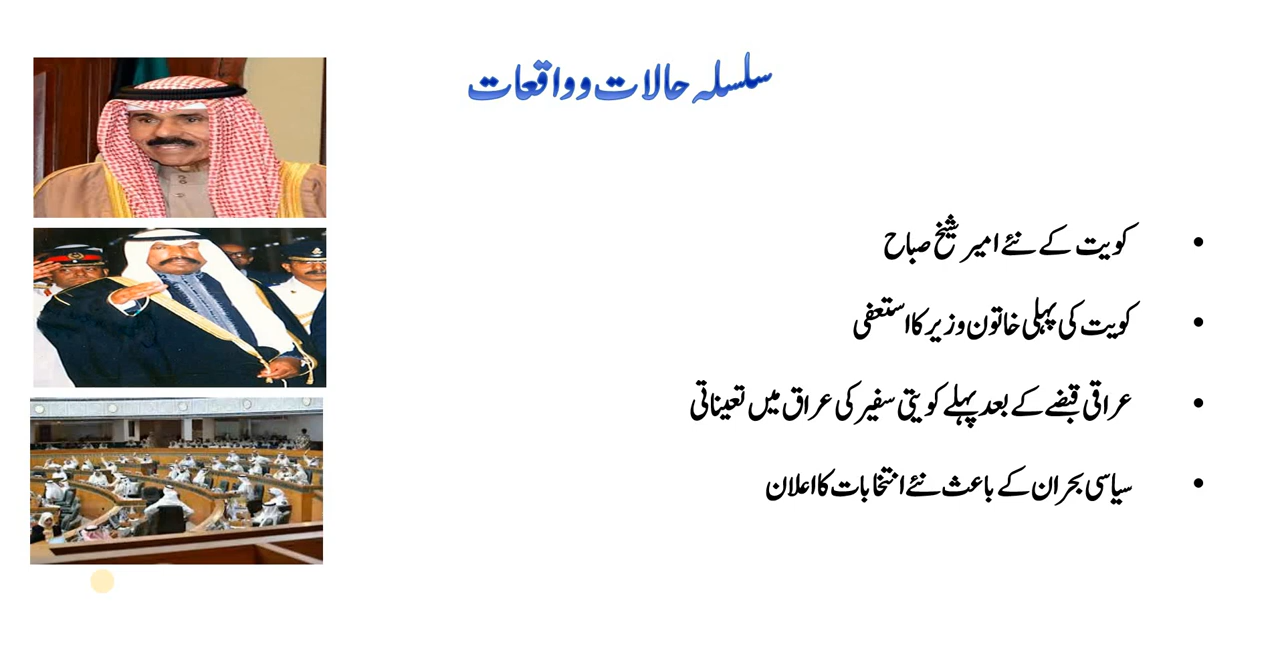 سلسلہ حالات و واقعات
• کویت کے نئے امیر شیخ صباح
• کویت کی پہلی خاتون وزیر کا استعفی
• عراقی قبضے کے بعد پہلے کویتی سفیر کی عراق میں تعیناتی
• سیاسی بحران کے باعث نئے انتخابات کا اعلان